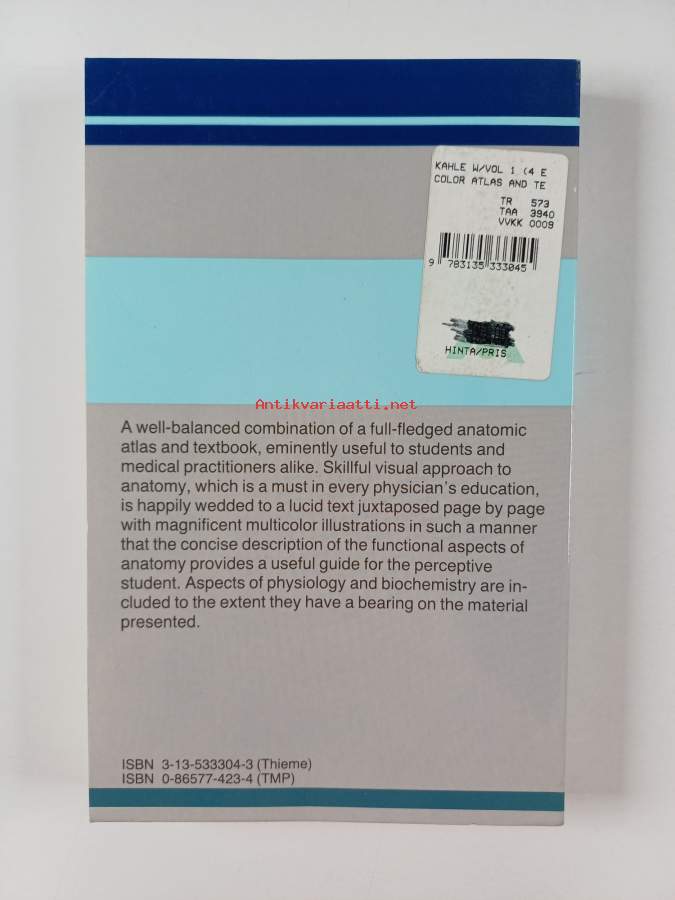 KAHLE W/VOL 1 (4 E
COLOR ATLAS AND TE
TR 573
TAA 3940
VVKK 0009
9 783135 333045
HINTA/PRIS
Antikvariaatti.net
A well-balanced combination of a full-fledged anatomic
atlas and textbook, eminently useful to students and
medical practitioners alike. Skillful visual approach to
anatomy, which is a must in every physician's education,
is happily wedded to a lucid text juxtaposed page by page
with magnificent multicolor illustrations in such a manner
that the concise description of the functional aspects of
anatomy provides a useful guide for the perceptive
student. Aspects of physiology and biochemistry are in-
cluded to the extent they have a bearing on the material
presented.
ISBN 3-13-533304-3 (Thieme)
ISBN 0-86577-423-4 (TMP)